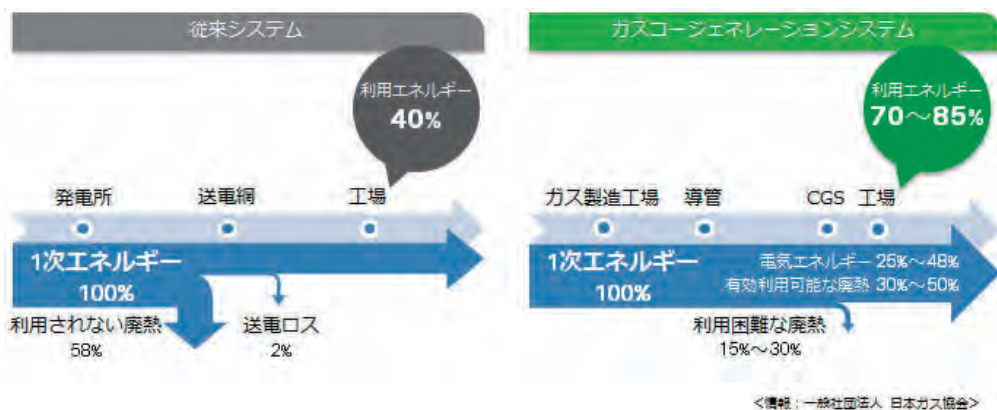 従来システム
利用エネルギー
40%
発電所
送電網
工場
1次エネルギー
100%
利用されない廃熱
58%
送電ロス
2%
ガスコージェネレーションシステム
利用エネルギー
70〜85%
ガス製造工場
導管
CGS
工場
1次エネルギー
100%
電気エネルギー 25%〜48%
有効利用可能な廃熱 30%〜50%
利用困難な廃熱
15%〜30%
<情報：一般社団法人 日本ガス協会>